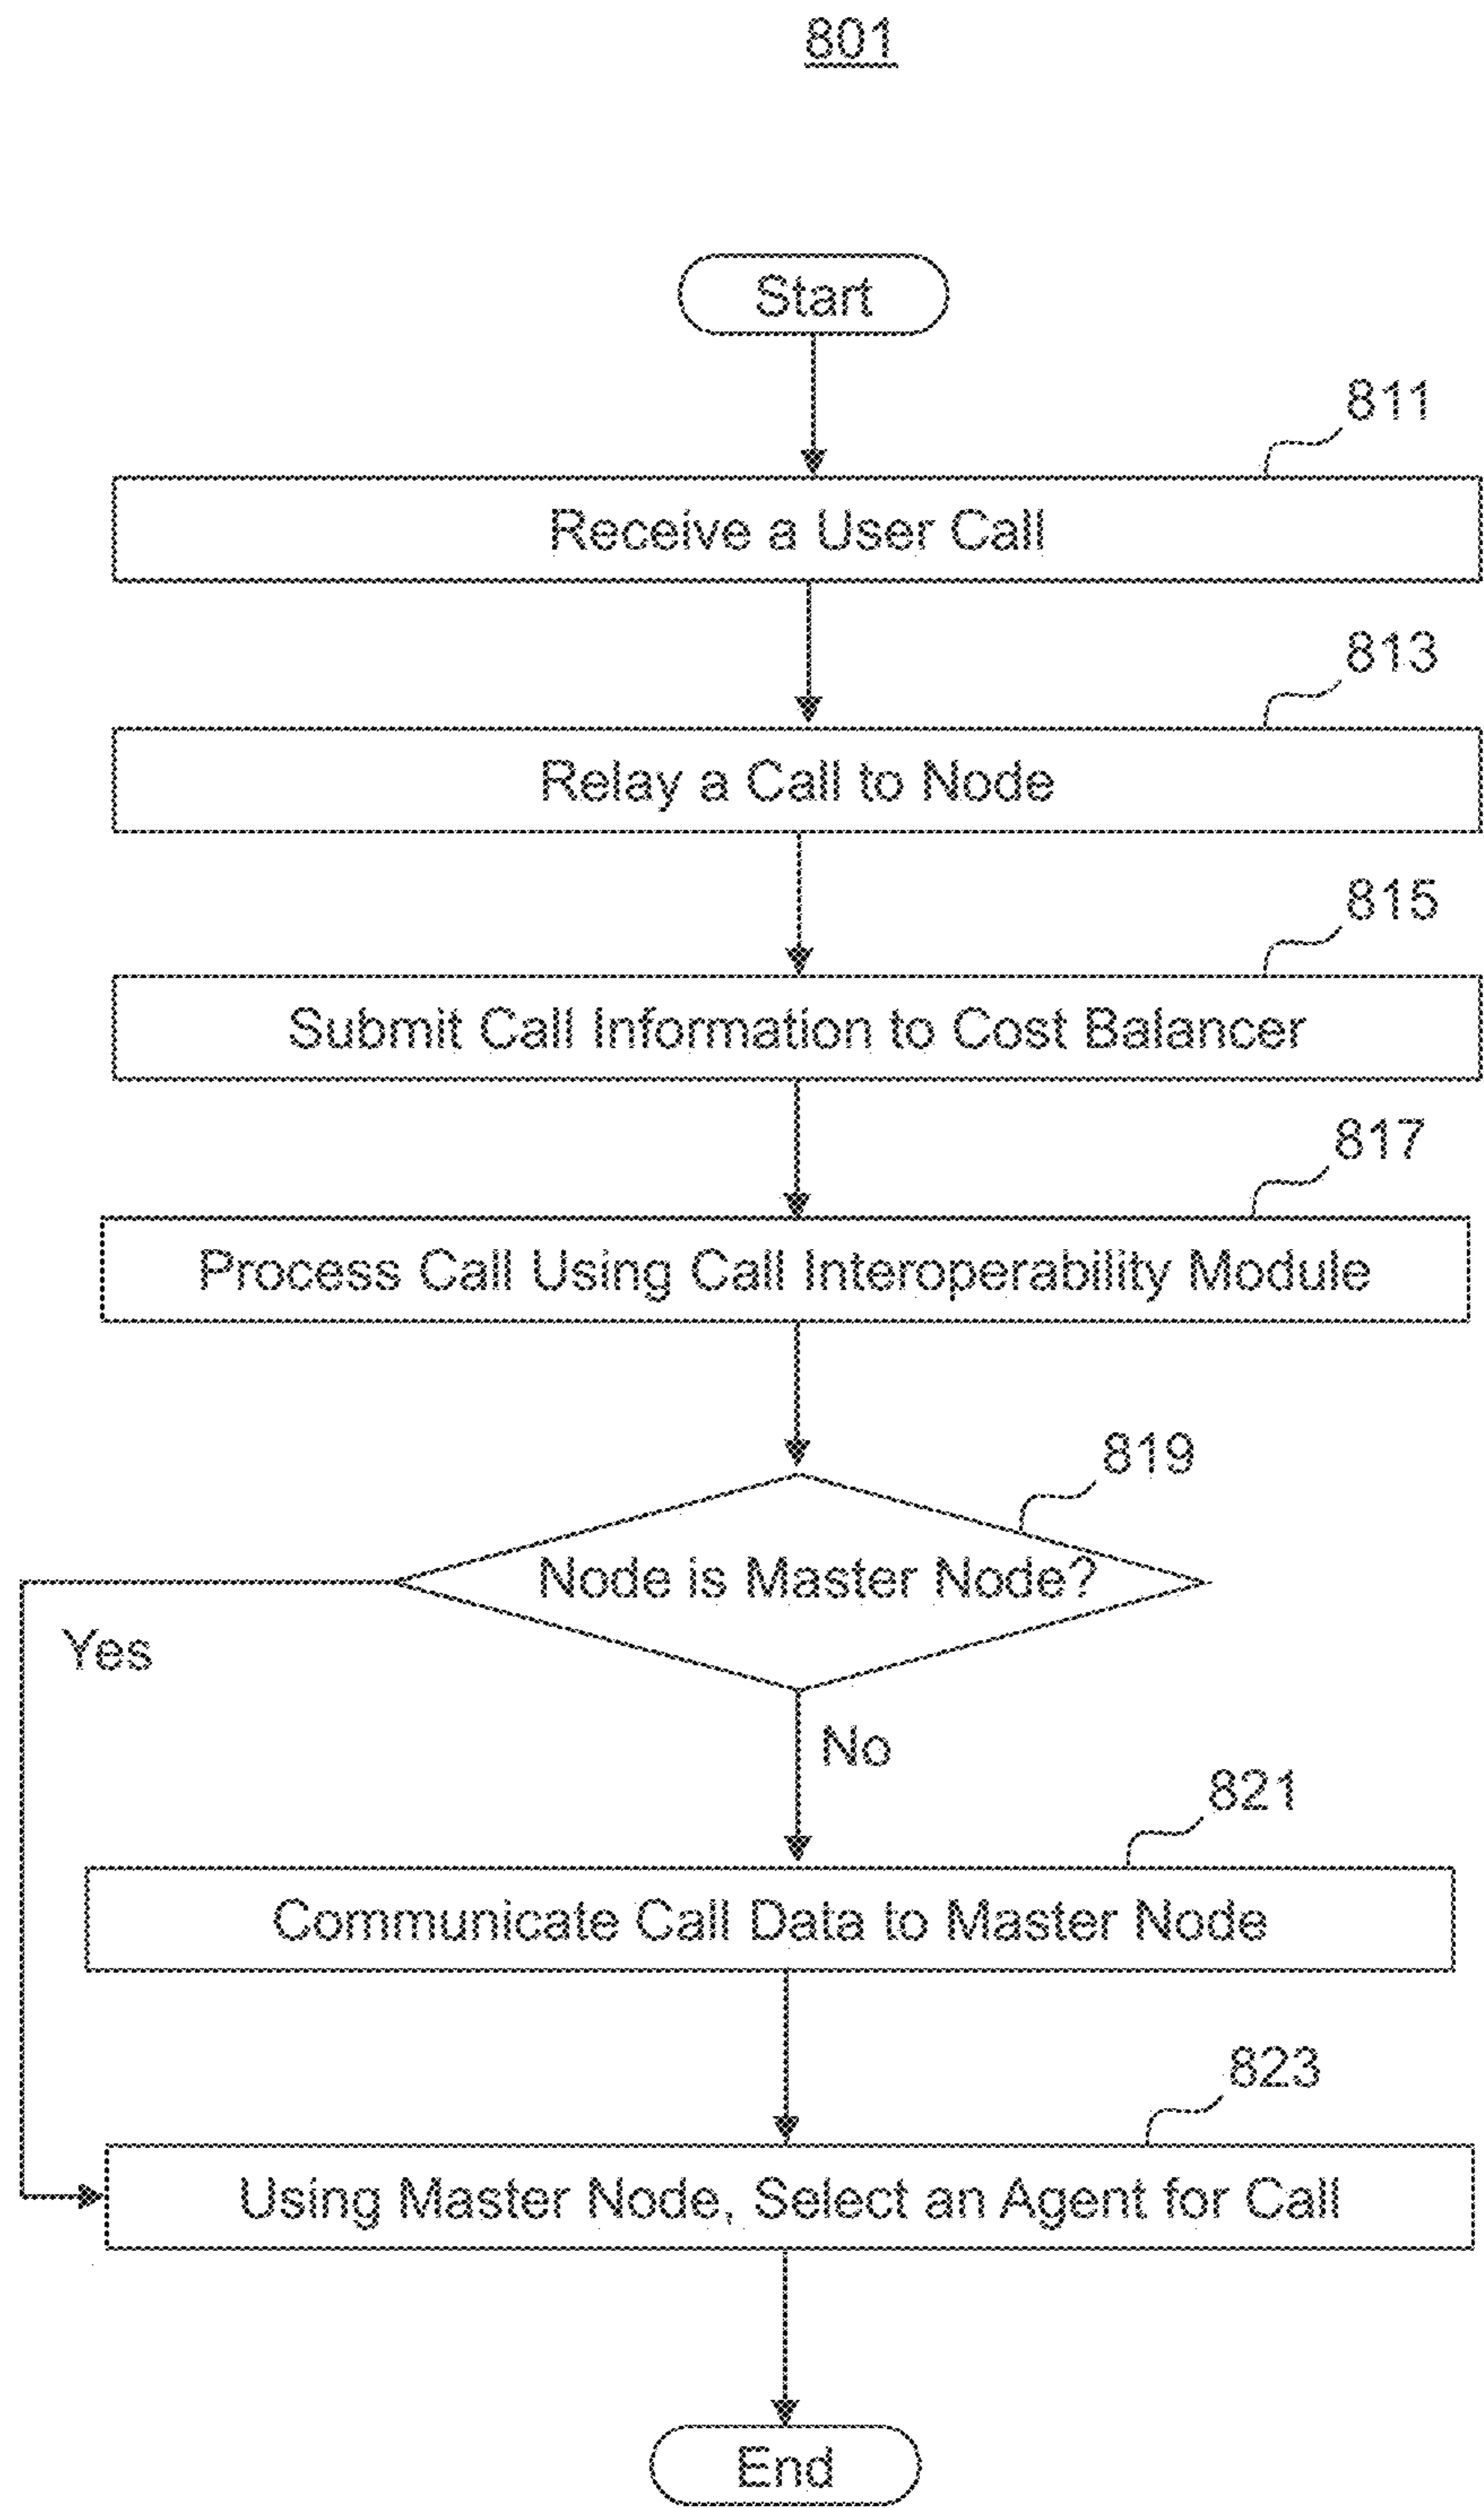 801
Start
811
Receive a User Call
813
Relay a Call to Node
815
Submit Call Information to Cost Balancer
817
Process Call Using Call Interoperability Module
819
Node is Master Node?
Yes
No
821
Communicate Call Data to Master Node
823
Using Master Node, Select an Agent for Call
End